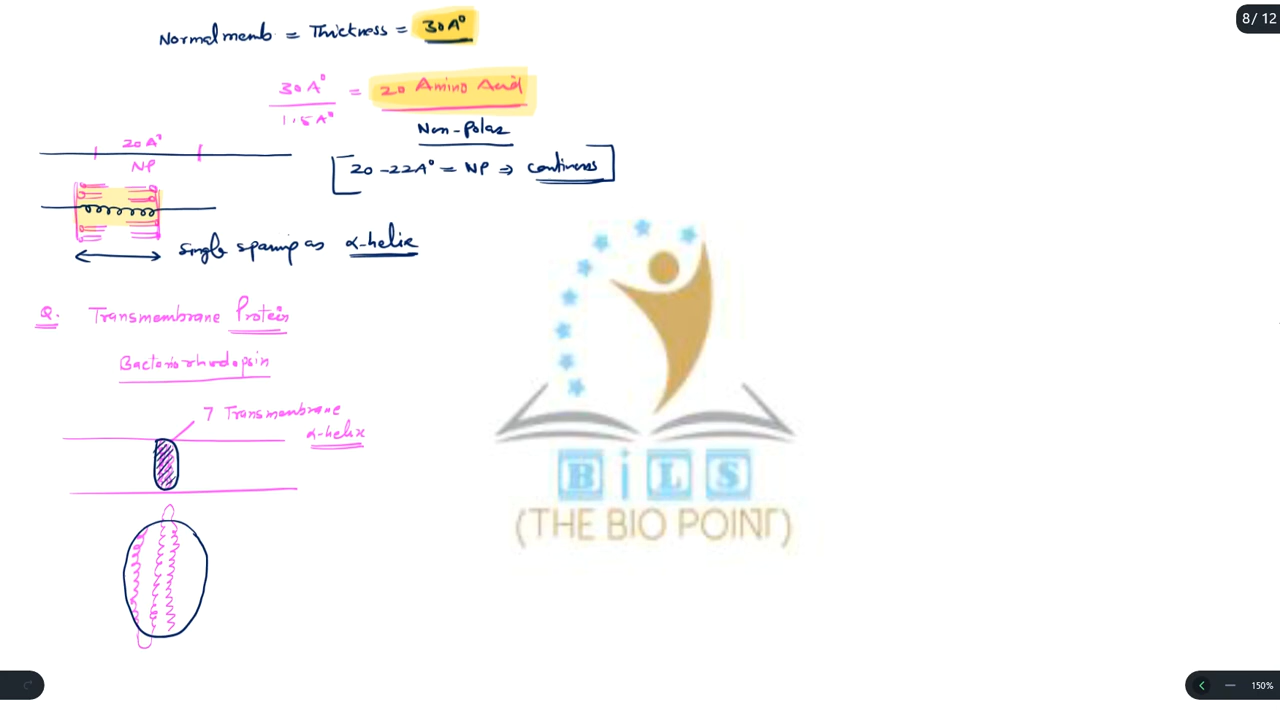 8 / 12
Normal memb = Thickness = 30A°
30A° / 1.5A° = 20 Amino Acid
Non-Polar
20A°
NP
[20-22A° = NP ⇒ continuous]
single spanning as α-helix
Q. Transmembrane Protein
Bacteriorhodopsin
7 Transmembrane
α-helix
BiLS
(THE BIO POINT)
150%